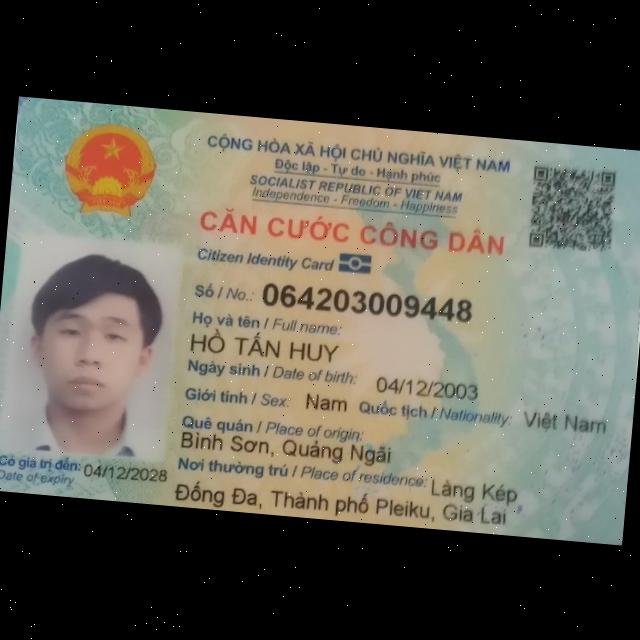 CỘNG HÒA XÃ HỘI CHỦ NGHĨA VIỆT NAM
Độc lập - Tự do - Hạnh phúc
SOCIALIST REPUBLIC OF VIET NAM
Independence - Freedom - Happiness
CĂN CƯỚC CÔNG DÂN
Citizen Identity Card
Số / No.: 064203009448
Họ và tên / Full name:
HỒ TẤN HUY
Ngày sinh / Date of birth: 04/12/2003
Giới tính / Sex: Nam Quốc tịch / Nationality: Việt Nam
Quê quán / Place of origin:
Bình Sơn, Quảng Ngãi
Có giá trị đến: 04/12/2028
Date of expiry
Nơi thường trú / Place of residence: Làng Kép
Đống Đa, Thành phố Pleiku, Gia Lai